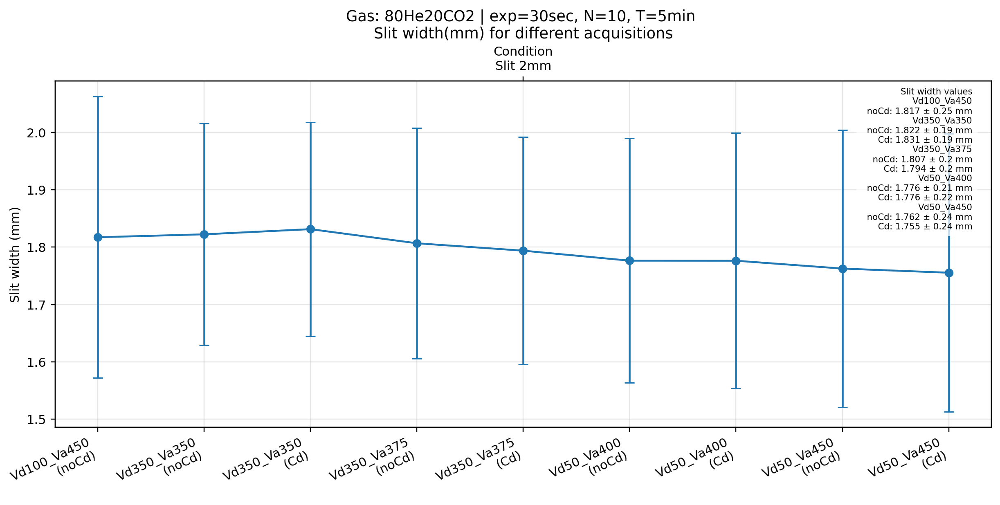 Gas: 80He20CO2 | exp=30sec, N=10, T=5min
Slit width(mm) for different acquisitions
Condition
Slit 2mm
Slit width values
Vd100_Va450
noCd: 1.817 ± 0.25 mm
Vd350_Va350
noCd: 1.822 ± 0.19 mm
Cd: 1.831 ± 0.19 mm
Vd350_Va375
noCd: 1.807 ± 0.2 mm
Cd: 1.794 ± 0.2 mm
Vd50_Va400
noCd: 1.776 ± 0.21 mm
Cd: 1.776 ± 0.22 mm
Vd50_Va450
noCd: 1.762 ± 0.24 mm
Cd: 1.755 ± 0.24 mm
Slit width (mm)
2.0
1.9
1.8
1.7
1.6
1.5
Vd100_Va450
(noCd)
Vd350_Va350
(noCd)
Vd350_Va350
(Cd)
Vd350_Va375
(noCd)
Vd350_Va375
(Cd)
Vd50_Va400
(noCd)
Vd50_Va400
(Cd)
Vd50_Va450
(noCd)
Vd50_Va450
(Cd)